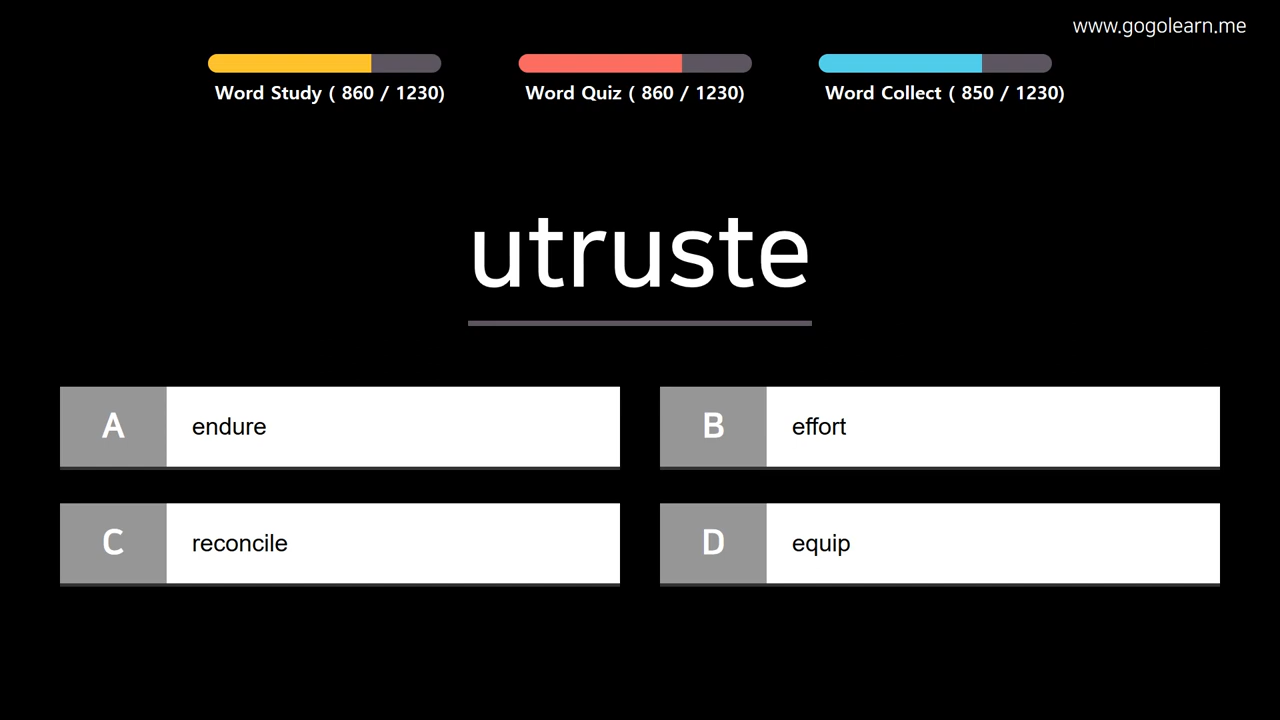 www.gogolearn.me
Word Study ( 860 / 1230)
Word Quiz ( 860 / 1230)
Word Collect ( 850 / 1230)
utruste
A endure
B effort
C reconcile
D equip